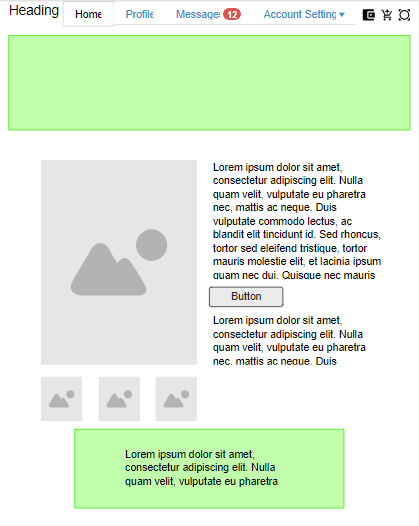 Heading Home Profile Messages 12 Account Setting
Lorem ipsum dolor sit amet,
consectetur adipiscing elit. Nulla
quam velit, vulputate eu pharetra
nec, mattis ac neque. Duis
vulputate commodo lectus, ac
blandit elit tincidunt id. Sed rhoncus,
tortor sed eleifend tristique, tortor
mauris molestie elit, et lacinia ipsum
quam nec dui. Quisque nec mauris
Button
Lorem ipsum dolor sit amet,
consectetur adipiscing elit. Nulla
quam velit, vulputate eu pharetra
nec, mattis ac neque. Duis
Lorem ipsum dolor sit amet,
consectetur adipiscing elit. Nulla
quam velit, vulputate eu pharetra